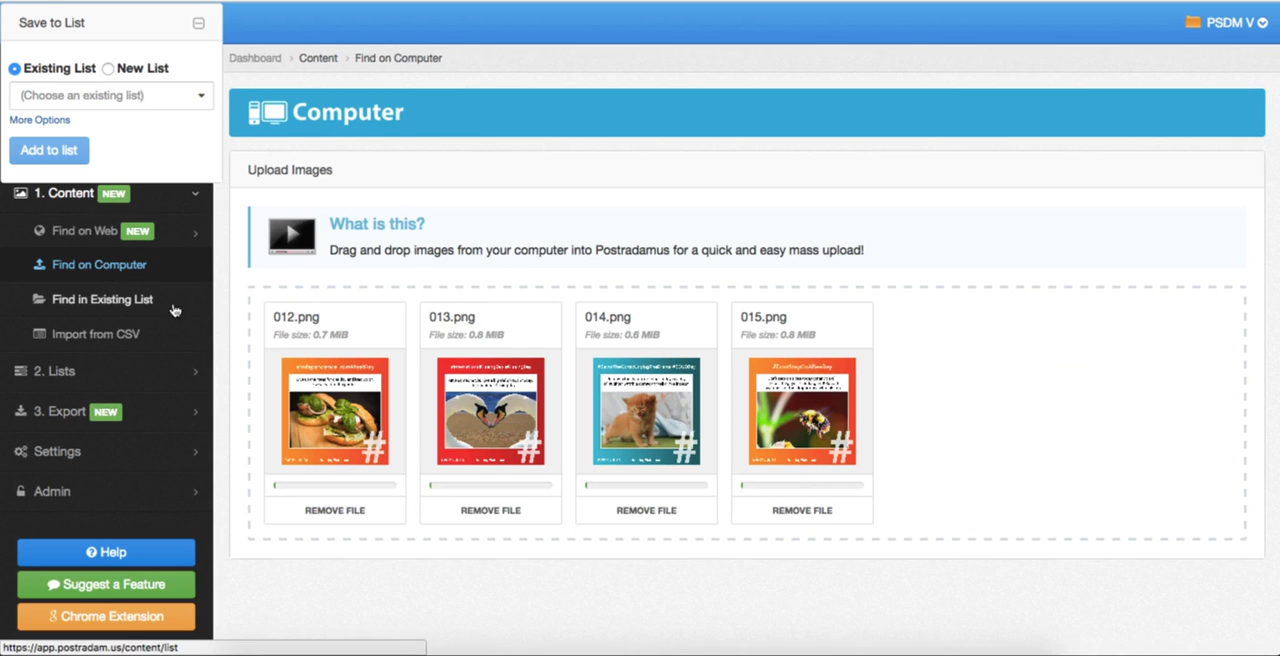 Save to List
Existing List New List
(Choose an existing list)
More Options
Add to list
1. Content NEW
Find on Web NEW
Find on Computer
Find in Existing List
Import from CSV
2. Lists
3. Export NEW
Settings
Admin
Help
Suggest a Feature
Chrome Extension
https://app.postradam.us/content/list
PSDM V
Dashboard › Content › Find on Computer
Computer
Upload Images
What is this?
Drag and drop images from your computer into Postradamus for a quick and easy mass upload!
012.png
File size: 0.7 MiB
#
REMOVE FILE
013.png
File size: 0.8 MiB
#
REMOVE FILE
014.png
File size: 0.6 MiB
#
REMOVE FILE
015.png
File size: 0.8 MiB
#
REMOVE FILE